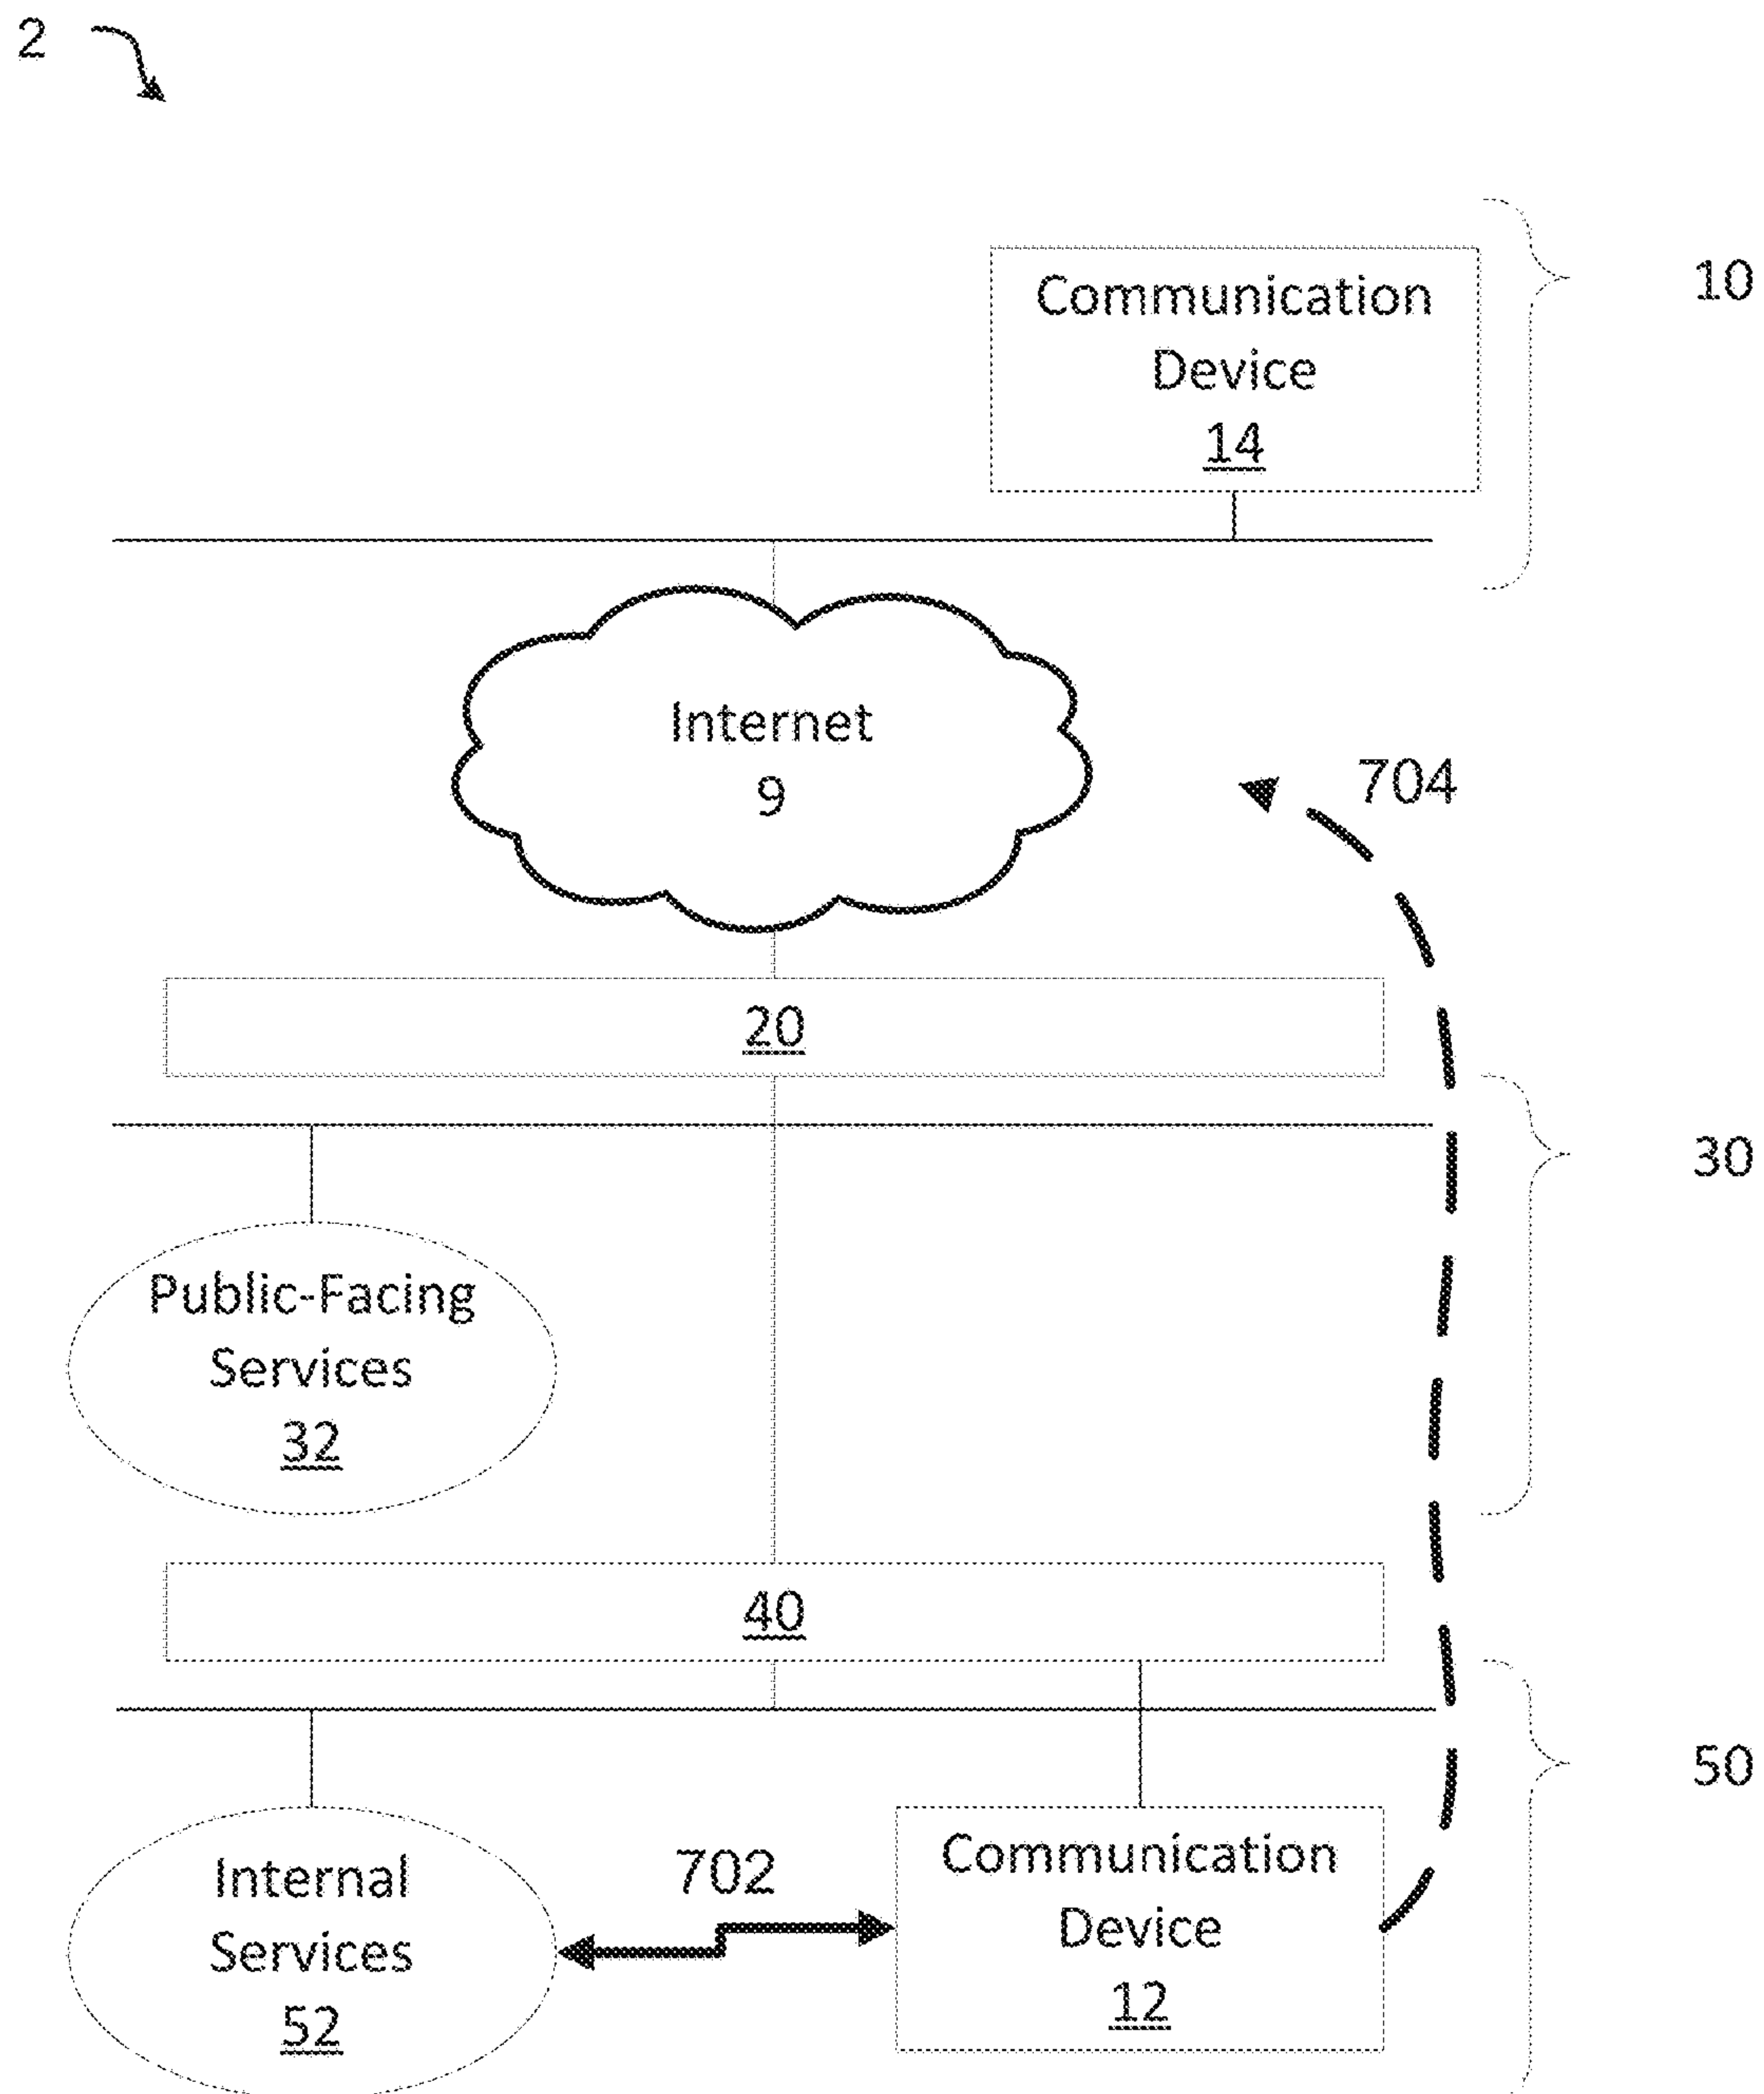 2
10
Communication
Device
14
Internet
9
704
20
30
Public-Facing
Services
32
40
50
Internal
Services
52
702
Communication
Device
12